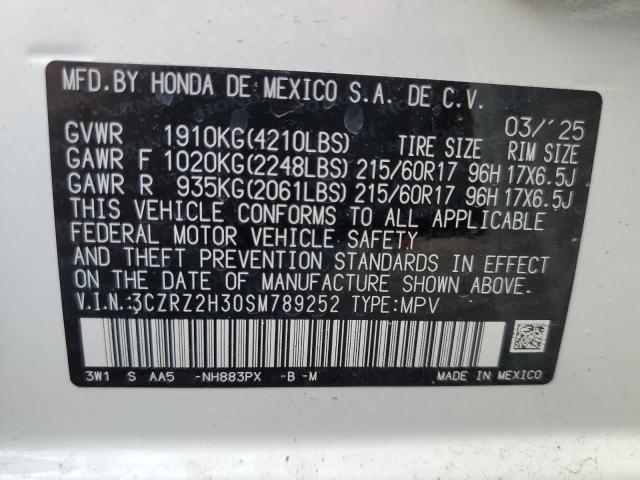 MFD.BY HONDA DE MEXICO S.A. DE C.V.
03/'25
GVWR 1910KG(4210LBS) TIRE SIZE RIM SIZE
GAWR F 1020KG(2248LBS) 215/60R17 96H 17X6.5J
GAWR R 935KG(2061LBS) 215/60R17 96H 17X6.5J
THIS VEHICLE CONFORMS TO ALL APPLICABLE
FEDERAL MOTOR VEHICLE SAFETY
AND THEFT PREVENTION STANDARDS IN EFFECT
ON THE DATE OF MANUFACTURE SHOWN ABOVE.
V.I.N.:3CZRZ2H30SM789252 TYPE:MPV
3W1 S AA5 -NH883PX -B -M MADE IN MEXICO